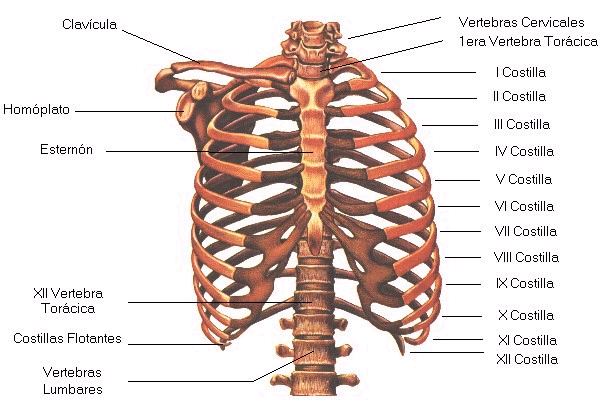 Clavícula
Homóplato
Esternón
XII Vertebra
Torácica
Costillas Flotantes
Vertebras
Lumbares
Vertebras Cervicales
1era Vertebra Torácica
I Costilla
II Costilla
III Costilla
IV Costilla
V Costilla
VI Costilla
VII Costilla
VIII Costilla
IX Costilla
X Costilla
XI Costilla
XII Costilla